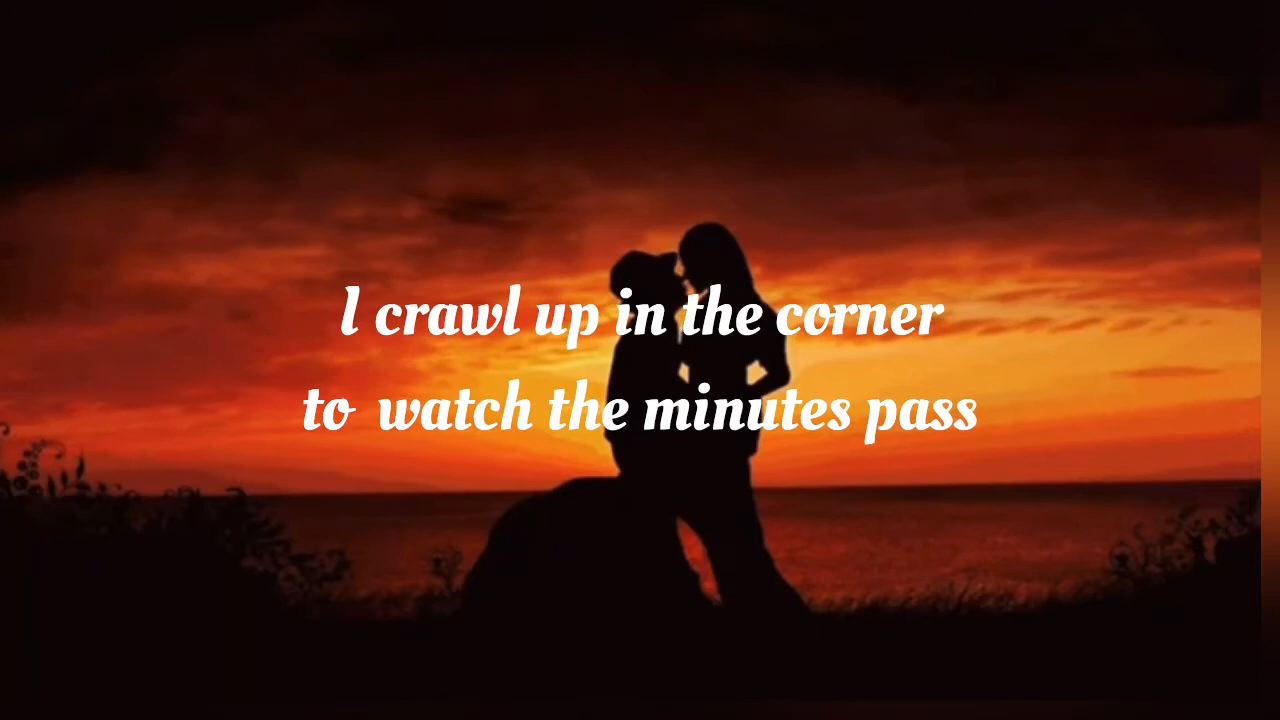 I crawl up in the corner
to watch the minutes pass